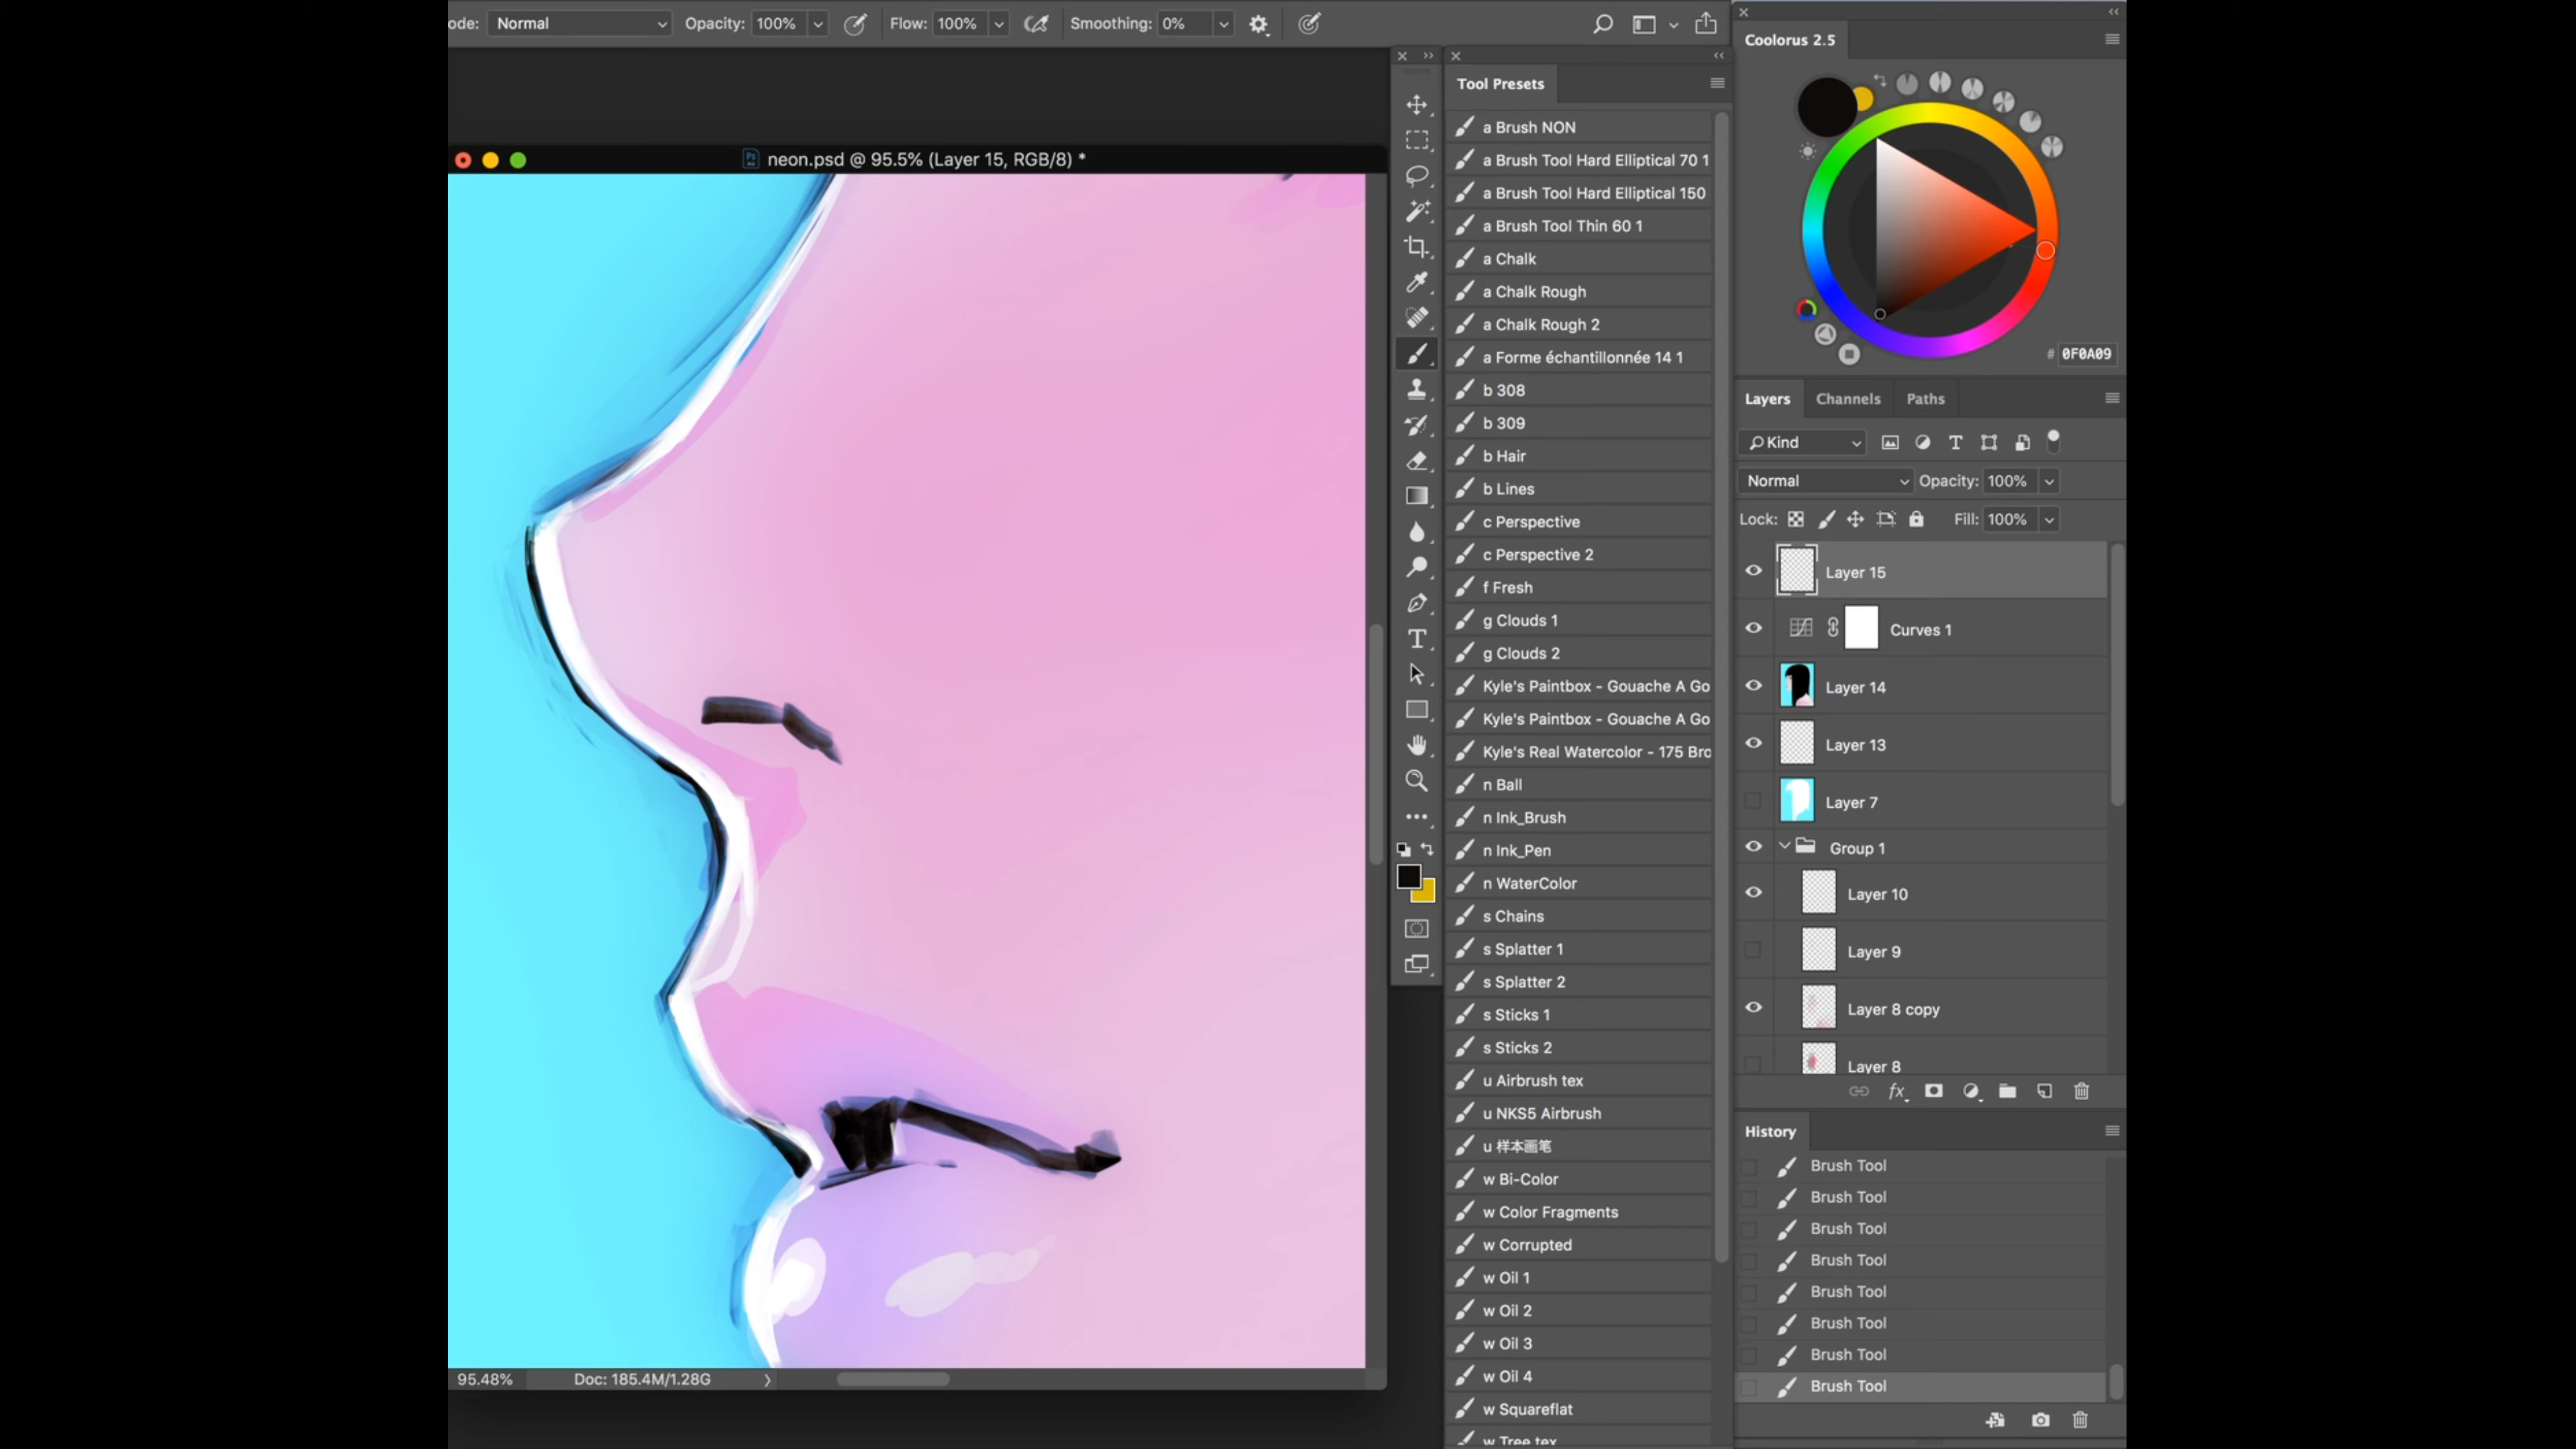 ode: Normal Opacity: 100% Flow: 100% Smoothing: 0%
neon.psd @ 95.5% (Layer 15, RGB/8) *
95.48% Doc: 185.4M/1.28G
Tool Presets
a Brush NON
a Brush Tool Hard Elliptical 70 1
a Brush Tool Hard Elliptical 150
a Brush Tool Thin 60 1
a Chalk
a Chalk Rough
a Chalk Rough 2
a Forme échantillonnée 14 1
b 308
b 309
b Hair
b Lines
c Perspective
c Perspective 2
f Fresh
g Clouds 1
g Clouds 2
Kyle's Paintbox - Gouache A Go
Kyle's Paintbox - Gouache A Go
Kyle's Real Watercolor - 175 Bro
n Ball
n Ink_Brush
n Ink_Pen
n WaterColor
s Chains
s Splatter 1
s Splatter 2
s Sticks 1
s Sticks 2
u Airbrush tex
u NKS5 Airbrush
u 样本画笔
w Bi-Color
w Color Fragments
w Corrupted
w Oil 1
w Oil 2
w Oil 3
w Oil 4
w Squareflat
w Tree tex
Coolorus 2.5
# 0F0A09
Layers Channels Paths
Kind
Normal Opacity: 100%
Lock: Fill: 100%
Layer 15
Curves 1
Layer 14
Layer 13
Layer 7
Group 1
Layer 10
Layer 9
Layer 8 copy
Layer 8
fx
History
Brush Tool
Brush Tool
Brush Tool
Brush Tool
Brush Tool
Brush Tool
Brush Tool
Brush Tool